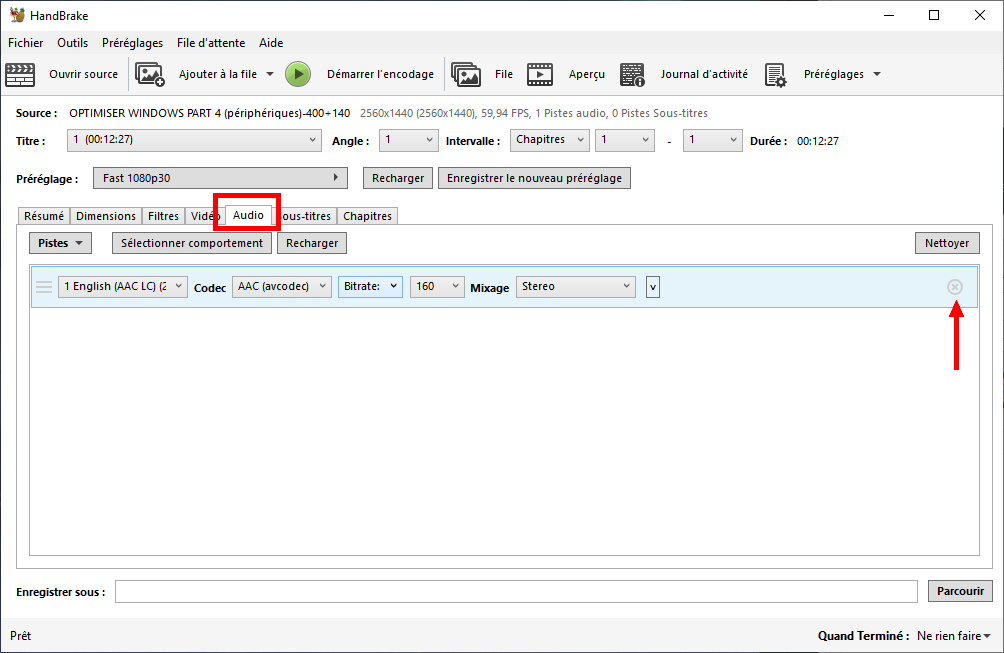 HandBrake
Fichier Outils Préréglages File d'attente Aide
Ouvrir source Ajouter à la file Démarrer l'encodage File Aperçu Journal d'activité Préréglages
Source : OPTIMISER WINDOWS PART 4 (périphériques)-400+140 2560x1440 (2560x1440), 59,94 FPS, 1 Pistes audio, 0 Pistes Sous-titres
Titre : 1 (00:12:27) Angle : 1 Intervalle : Chapitres 1 - 1 Durée : 00:12:27
Préréglage : Fast 1080p30 Recharger Enregistrer le nouveau préréglage
Résumé Dimensions Filtres Vidéo Audio ous-titres Chapitres
Pistes Sélectionner comportement Recharger Nettoyer
1 English (AAC LC) (2 Codec AAC (avcodec) Bitrate: 160 Mixage Stereo v
Enregistrer sous : Parcourir
Prêt Quand Terminé : Ne rien faire